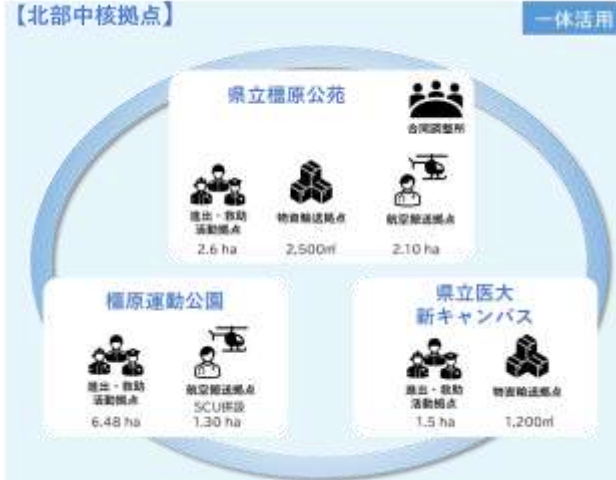 【北部中核拠点】
一体活用
県立橿原公苑
合同調整所
進出・救助
活動拠点
2.6 ha
物資輸送拠点
2,500㎡
航空搬送拠点
2.10 ha
橿原運動公園
進出・救助
活動拠点
6.48 ha
航空搬送拠点
SCU併設
1.30 ha
県立医大
新キャンパス
進出・救助
活動拠点
1.5 ha
物資輸送拠点
1,200㎡